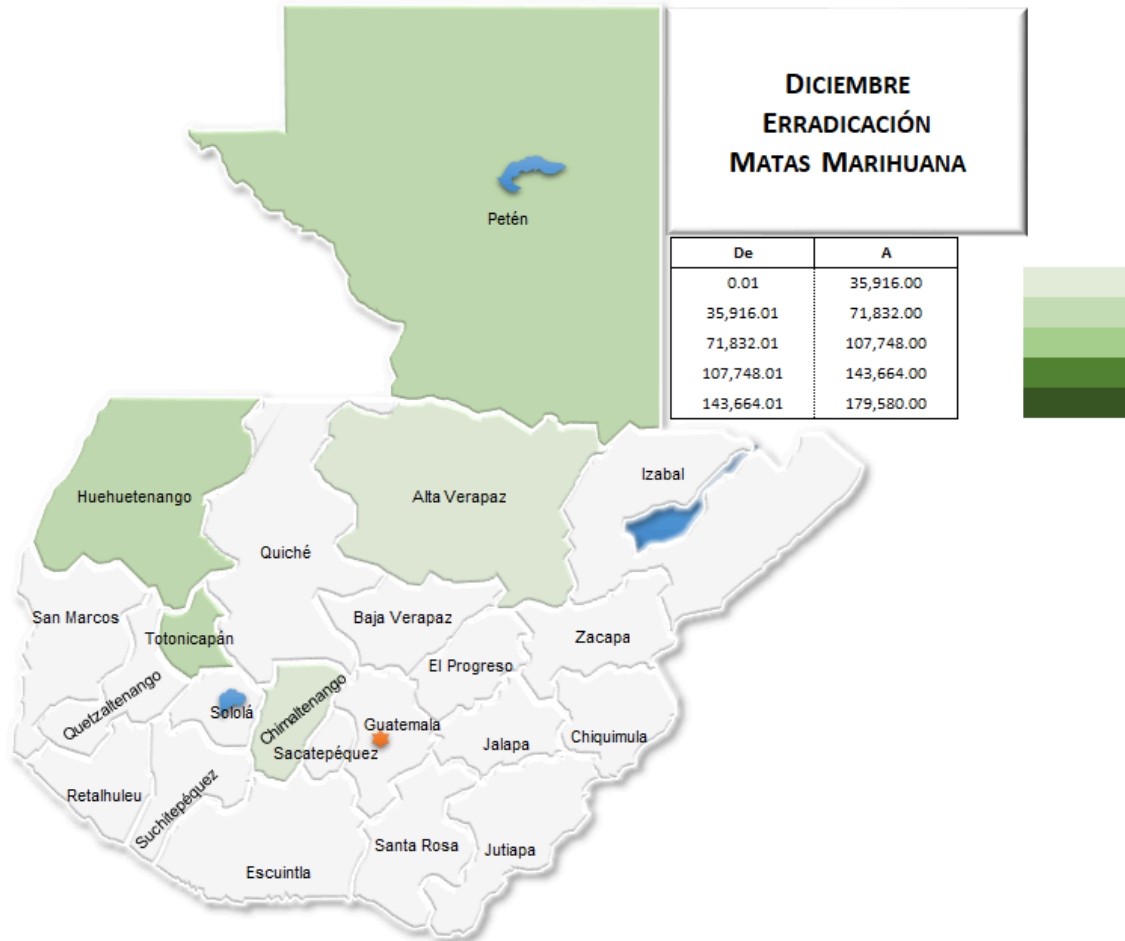 DICIEMBRE
ERRADICACIÓN
MATAS MARIHUANA
De A
0.01 35,916.00
35,916.01 71,832.00
71,832.01 107,748.00
107,748.01 143,664.00
143,664.01 179,580.00
Petén
Huehuetenango
Alta Verapaz
Izabal
Quiché
San Marcos
Totonicapán
Baja Verapaz
Zacapa
El Progreso
Quetzaltenango
Sololá
Chimaltenango
Sacatepéquez
Guatemala
Jalapa
Chiquimula
Retalhuleu
Suchitepéquez
Escuintla
Santa Rosa
Jutiapa